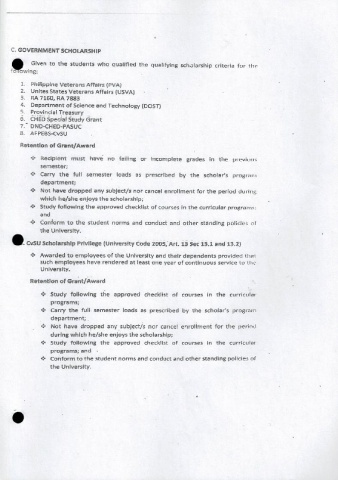 C. GOVERNMENT SCHOLARSHIP
Given to the students who qualified the qualifying scholarship criteria for the
following:
1. Philippine Veterans Affairs (PVA)
2. Unites States Veterans Affairs (USVA)
3. RA 7160, RA 7883
4. Department of Science and Technology (DOST)
5. Provincial Treasury
6. CHED Special Study Grant
7. DND-CHED-PASUC
8. AFPEBS-CvSU
Retention of Grant/Award
❖ Recipient must have no failing or incomplete grades in the previous
semester;
❖ Carry the full semester loads as prescribed by the scholar's program
department;
❖ Not have dropped any subject/s nor cancel enrollment for the period during
which he/she enjoys the scholarship;
❖ Study following the approved checklist of courses in the curricular programs;
and
❖ Conform to the student norms and conduct and other standing policies of
the University.
CvSU Scholarship Privilege (University Code 2005, Art. 13 Sec 13.1 and 13.2)
❖ Awarded to employees of the University and their dependents provided that
such employees have rendered at least one year of continuous service to the
University.
Retention of Grant/Award
❖ Study following the approved checklist of courses in the curricular
programs;
❖ Carry the full semester loads as prescribed by the scholar's program
department;
❖ Not have dropped any subject/s nor cancel enrollment for the period
during which he/she enjoys the scholarship;
❖ Study following the approved checklist of courses in the curricular
programs; and
❖ Conform to the student norms and conduct and other standing policies of
the University.